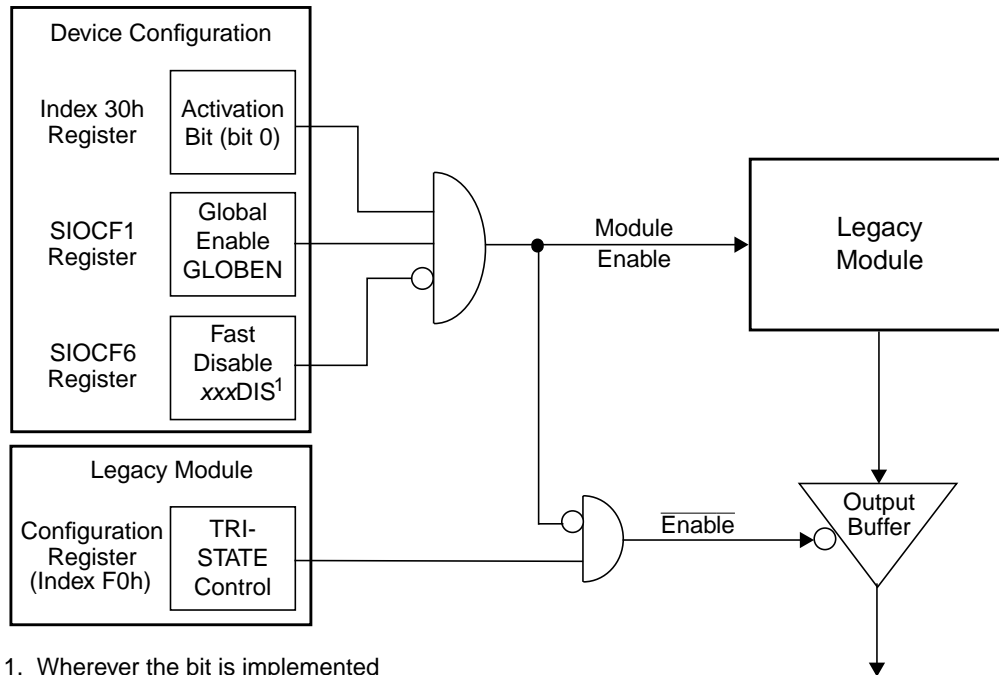 Device Configuration
Index 30h
Register
Activation
Bit (bit 0)
SIOCF1
Register
Global
Enable
GLOBEN
SIOCF6
Register
Fast
Disable
xxxDIS1
Module
Enable
Legacy
Module
Legacy Module
Configuration
Register
(Index F0h)
TRI-
STATE
Control
Enable
Output
Buffer
1. Wherever the bit is implemented